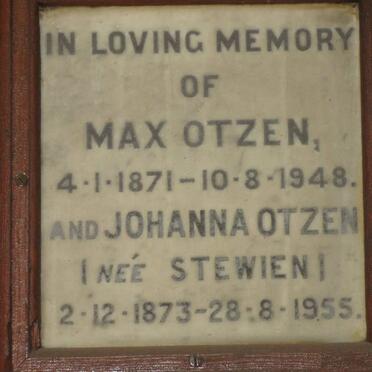 IN LOVING MEMORY
OF
MAX OTZEN,
4·1·1871–10·8·1948.
AND JOHANNA OTZEN
(NEÉ STEWIEN)
2·12·1873–28·8·1955.